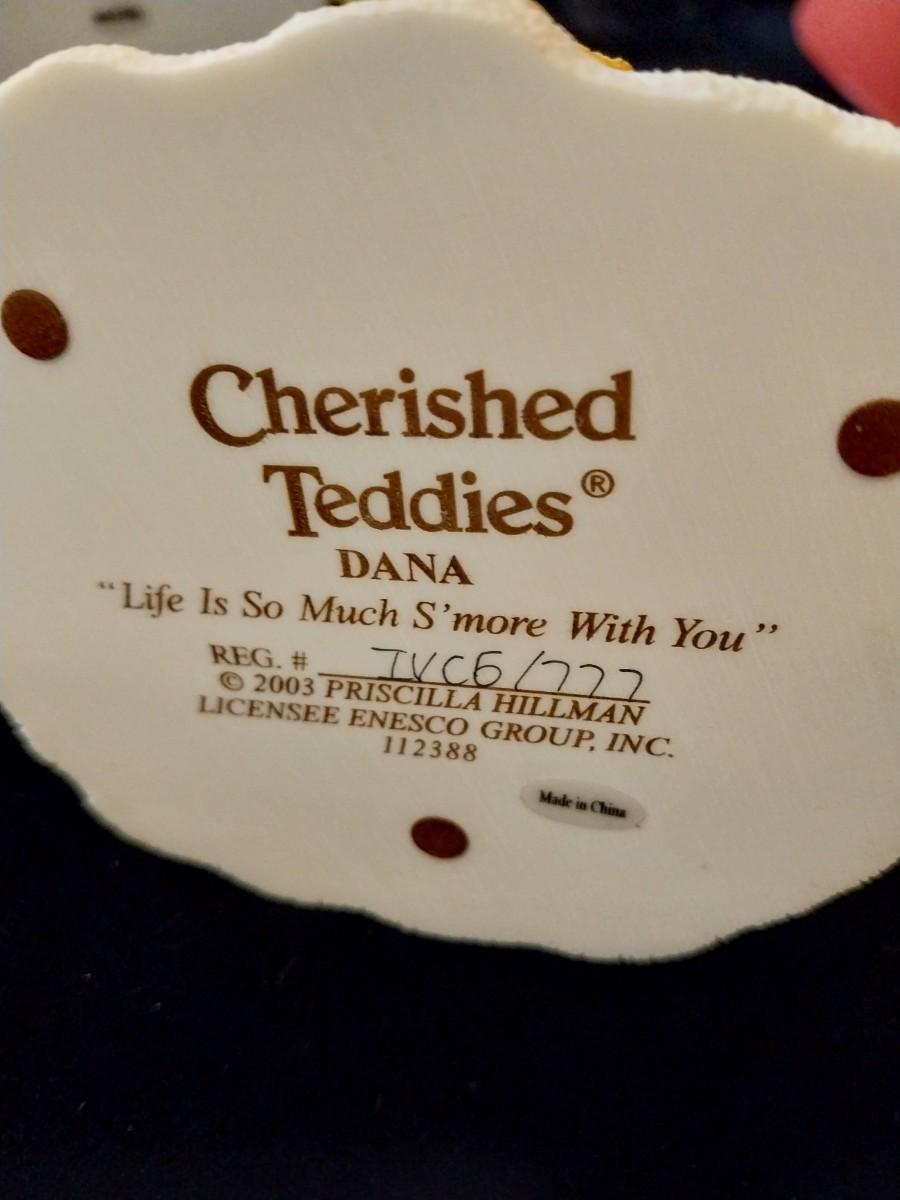 Cherished
Teddies®
DANA
“Life Is So Much S’more With You”
REG. # IVC6/777
© 2003 PRISCILLA HILLMAN
LICENSEE ENESCO GROUP, INC.
112388
Made in China